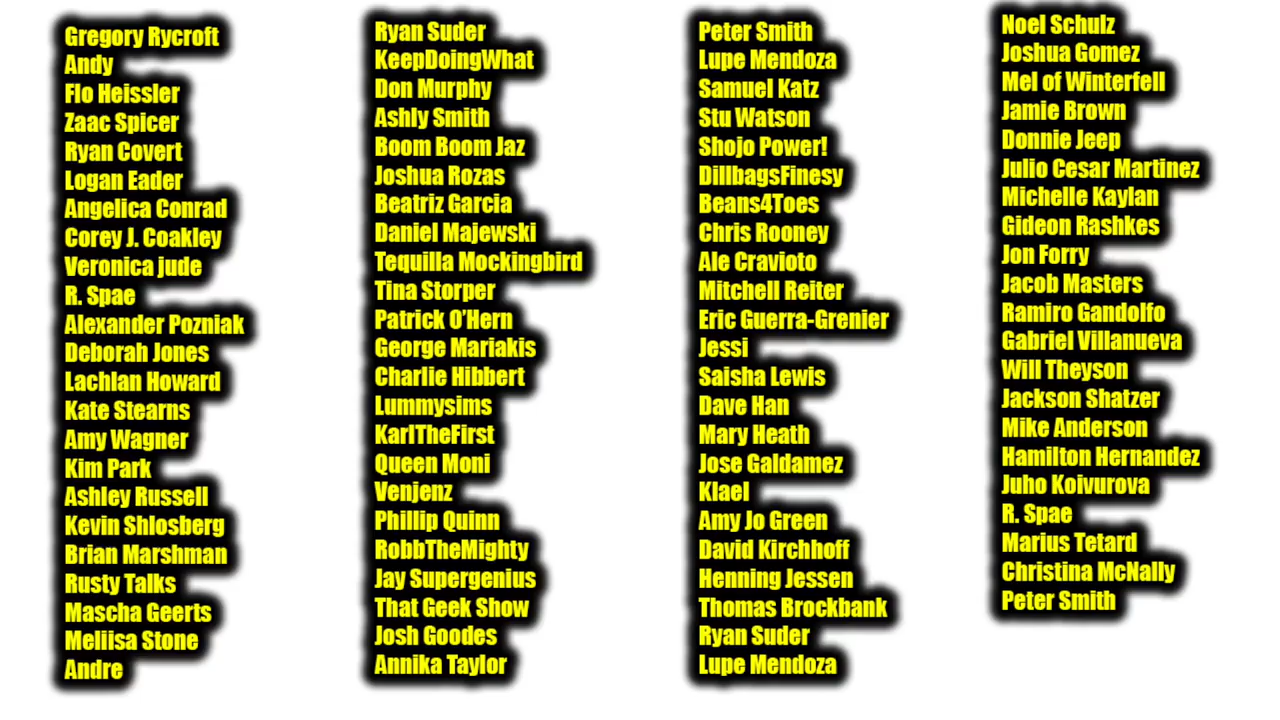 Gregory Rycroft
Andy
Flo Heissler
Zaac Spicer
Ryan Covert
Logan Eader
Angelica Conrad
Corey J. Coakley
Veronica jude
R. Spae
Alexander Pozniak
Deborah Jones
Lachlan Howard
Kate Stearns
Amy Wagner
Kim Park
Ashley Russell
Kevin Shlosberg
Brian Marshman
Rusty Talks
Mascha Geerts
Meliisa Stone
Andre
Ryan Suder
KeepDoingWhat
Don Murphy
Ashly Smith
Boom Boom Jaz
Joshua Rozas
Beatriz Garcia
Daniel Majewski
Tequilla Mockingbird
Tina Storper
Patrick O’Hern
George Mariakis
Charlie Hibbert
Lummysims
KarlTheFirst
Queen Moni
Venjenz
Phillip Quinn
RobbTheMighty
Jay Supergenius
That Geek Show
Josh Goodes
Annika Taylor
Peter Smith
Lupe Mendoza
Samuel Katz
Stu Watson
Shojo Power!
DillbagsFinesy
Beans4Toes
Chris Rooney
Ale Cravioto
Mitchell Reiter
Eric Guerra-Grenier
Jessi
Saisha Lewis
Dave Han
Mary Heath
Jose Galdamez
Klael
Amy Jo Green
David Kirchhoff
Henning Jessen
Thomas Brockbank
Ryan Suder
Lupe Mendoza
Noel Schulz
Joshua Gomez
Mel of Winterfell
Jamie Brown
Donnie Jeep
Julio Cesar Martinez
Michelle Kaylan
Gideon Rashkes
Jon Forry
Jacob Masters
Ramiro Gandolfo
Gabriel Villanueva
Will Theyson
Jackson Shatzer
Mike Anderson
Hamilton Hernandez
Juho Koivurova
R. Spae
Marius Tetard
Christina McNally
Peter Smith